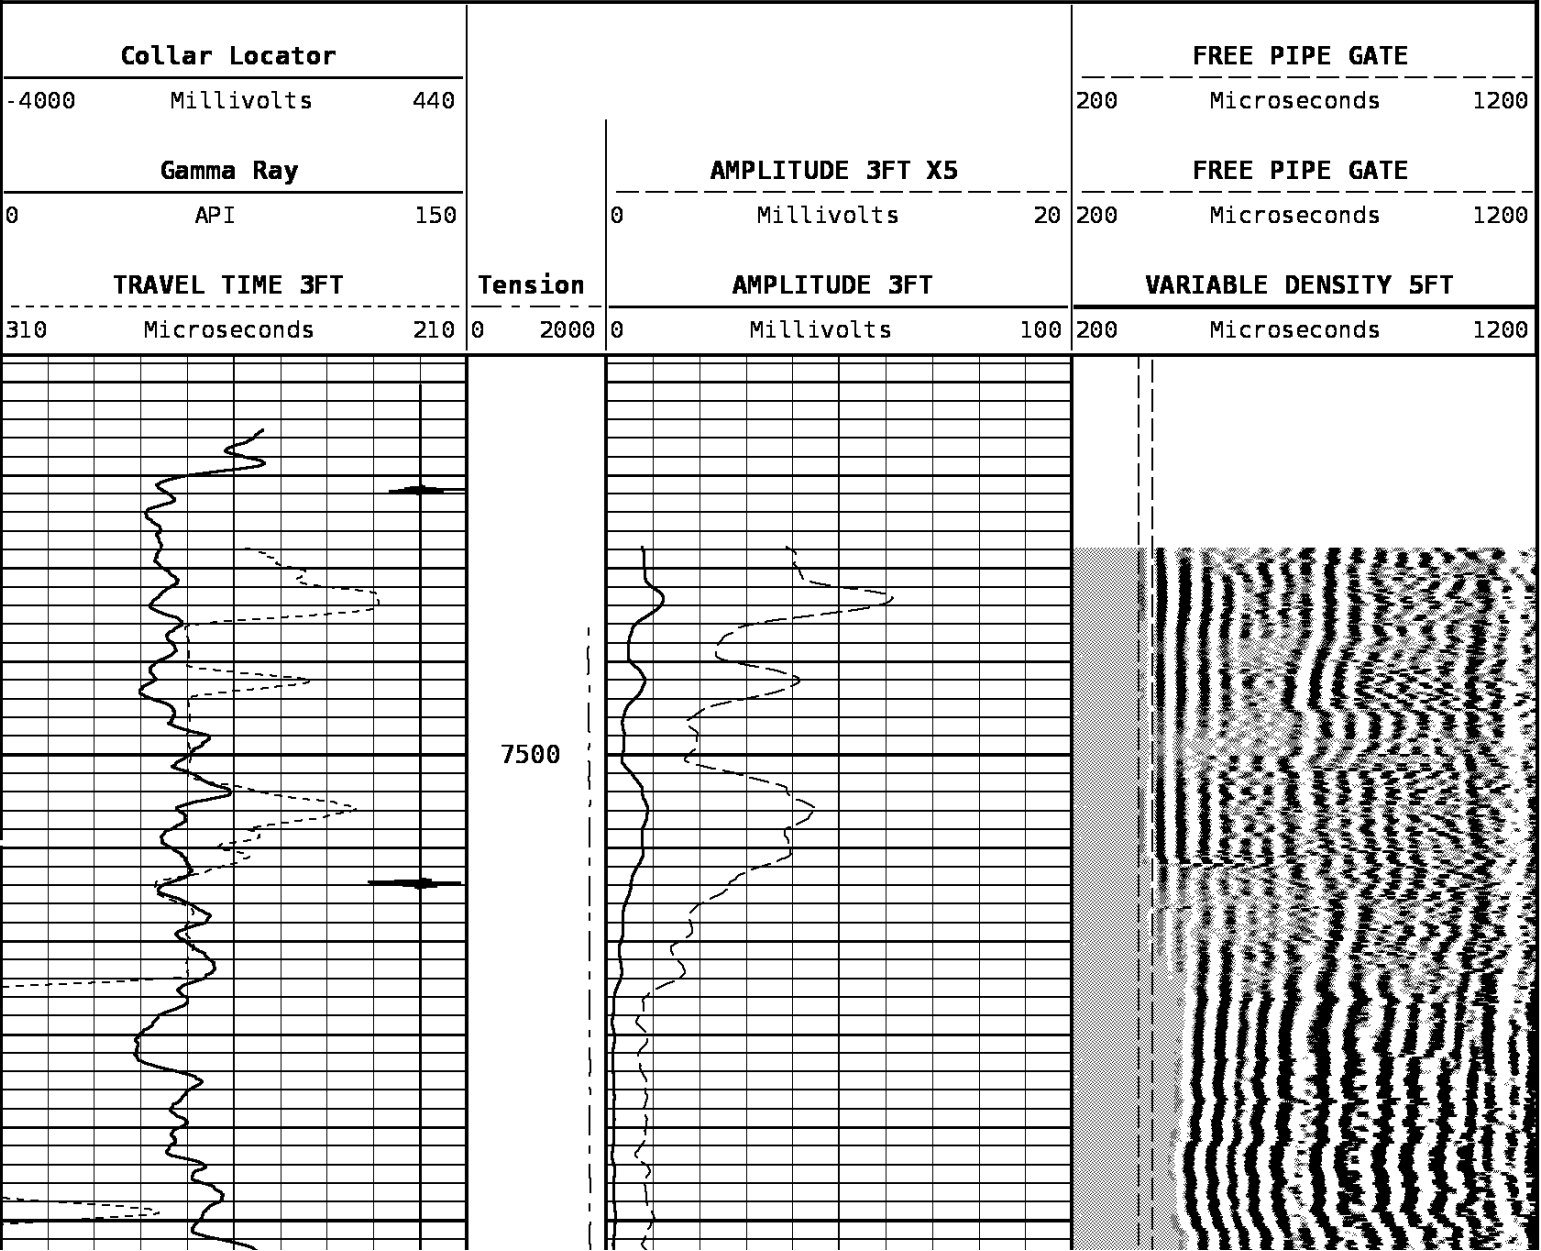 Collar Locator
-4000 Millivolts 440
Gamma Ray
0 API 150
TRAVEL TIME 3FT
310 Microseconds 210
Tension
0 2000
AMPLITUDE 3FT X5
0 Millivolts 20
AMPLITUDE 3FT
0 Millivolts 100
FREE PIPE GATE
200 Microseconds 1200
FREE PIPE GATE
200 Microseconds 1200
VARIABLE DENSITY 5FT
200 Microseconds 1200
7500